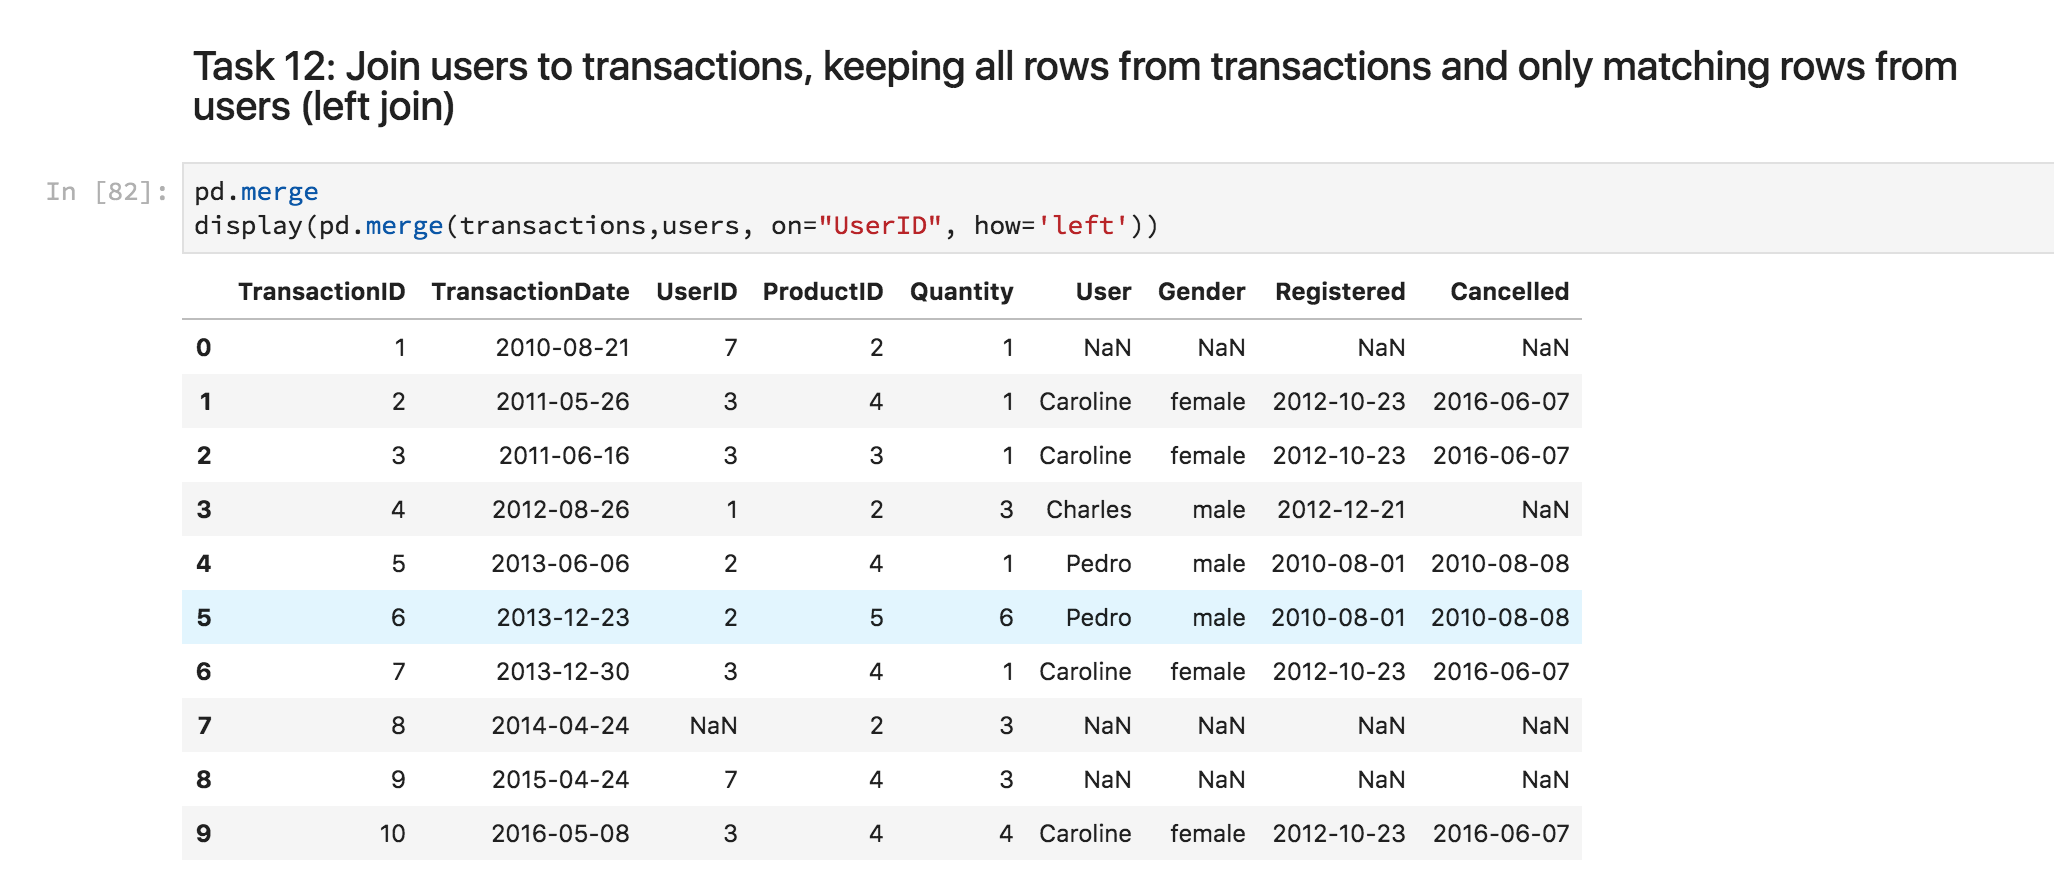 Task 12: Join users to transactions, keeping all rows from transactions and only matching rows from
users (left join)
In [82]:
pd.merge
display(pd.merge(transactions,users, on="UserID", how='left'))
TransactionID TransactionDate UserID ProductID Quantity User Gender Registered Cancelled
0 1 2010-08-21 7 2 1 NaN NaN NaN NaN
1 2 2011-05-26 3 4 1 Caroline female 2012-10-23 2016-06-07
2 3 2011-06-16 3 3 1 Caroline female 2012-10-23 2016-06-07
3 4 2012-08-26 1 2 3 Charles male 2012-12-21 NaN
4 5 2013-06-06 2 4 1 Pedro male 2010-08-01 2010-08-08
5 6 2013-12-23 2 5 6 Pedro male 2010-08-01 2010-08-08
6 7 2013-12-30 3 4 1 Caroline female 2012-10-23 2016-06-07
7 8 2014-04-24 NaN 2 3 NaN NaN NaN NaN
8 9 2015-04-24 7 4 3 NaN NaN NaN NaN
9 10 2016-05-08 3 4 4 Caroline female 2012-10-23 2016-06-07